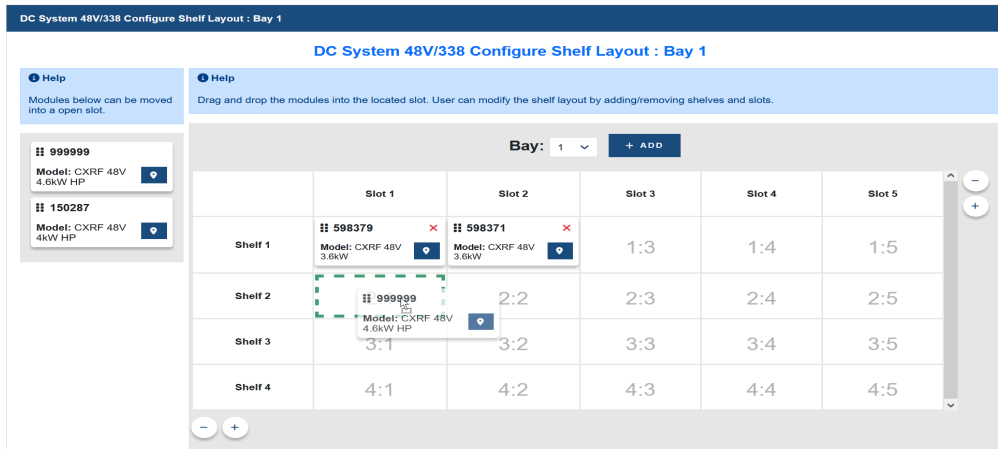 DC System 48V/338 Configure Shelf Layout : Bay 1
DC System 48V/338 Configure Shelf Layout : Bay 1
Help
Modules below can be moved
into a open slot.
Help
Drag and drop the modules into the located slot. User can modify the shelf layout by adding/removing shelves and slots.
999999
Model: CXRF 48V
4.6kW HP
150287
Model: CXRF 48V
4kW HP
Bay: 1
+ ADD
Slot 1 Slot 2 Slot 3 Slot 4 Slot 5
Shelf 1
598379
Model: CXRF 48V
3.6kW
598371
Model: CXRF 48V
3.6kW
1:3 1:4 1:5
Shelf 2
999999
Model: CXRF 48V
4.6kW HP
2:2 2:3 2:4 2:5
Shelf 3 3:1 3:2 3:3 3:4 3:5
Shelf 4 4:1 4:2 4:3 4:4 4:5